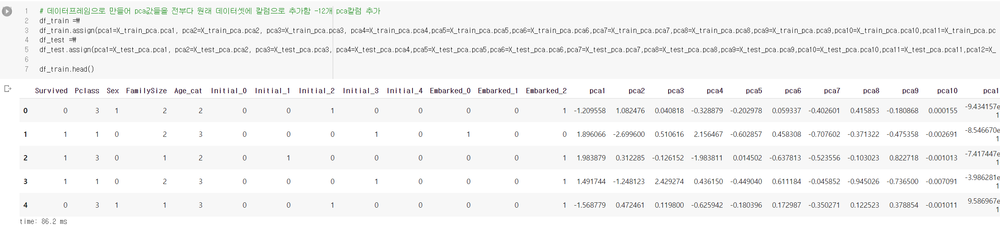 1 # 데이터프레임으로 만들어 pca값들을 전부다 원래 데이터셋에 칼럼으로 추가함 -12개 pca칼럼 추가
2 df_train =₩
3 df_train.assign(pca1=X_train_pca.pca1, pca2=X_train_pca.pca2, pca3=X_train_pca.pca3, pca4=X_train_pca.pca4,pca5=X_train_pca.pca5,pca6=X_train_pca.pca6,pca7=X_train_pca.pca7,pca8=X_train_pca.pca8,pca9=X_train_pca.pca9,pca10=X_train_pca.pca10,pca11=X_train_pca.pc
4 df_test =₩
5 df_test.assign(pca1=X_test_pca.pca1, pca2=X_test_pca.pca2, pca3=X_test_pca.pca3, pca4=X_test_pca.pca4,pca5=X_test_pca.pca5,pca6=X_test_pca.pca6,pca7=X_test_pca.pca7,pca8=X_test_pca.pca8,pca9=X_test_pca.pca9,pca10=X_test_pca.pca10,pca11=X_test_pca.pca11,pca12=X_
6
7 df_train.head()
Survived Pclass Sex FamilySize Age_cat Initial_0 Initial_1 Initial_2 Initial_3 Initial_4 Embarked_0 Embarked_1 Embarked_2 pca1 pca2 pca3 pca4 pca5 pca6 pca7 pca8 pca9 pca10 pca1
0 0 3 1 2 2 0 0 1 0 0 0 0 1 -1.209558 1.082476 0.040818 -0.328879 -0.202978 0.059337 -0.402601 0.415853 -0.180868 0.000155 -9.434157e
1
1 1 1 0 2 3 0 0 0 1 0 1 0 0 1.896066 -2.699600 0.510616 2.156467 -0.602857 0.458308 -0.707602 -0.371322 -0.475358 -0.002691 -8.546670e
1
2 1 3 0 1 2 0 1 0 0 0 0 0 1 1.983879 0.312285 -0.126152 -1.983811 0.014502 -0.637813 -0.523556 -0.103023 0.822718 -0.001013 -7.417447e
1
3 1 1 0 2 3 0 0 0 1 0 0 0 1 1.491744 -1.248123 2.429274 0.436150 -0.449040 0.611184 -0.045852 -0.945026 -0.736500 -0.007091 -3.986281e
1
4 0 3 1 1 3 0 0 1 0 0 0 0 1 -1.568779 0.472461 0.119800 -0.625942 -0.180396 0.172987 -0.350271 0.122523 0.378854 -0.001011 9.586967e
1
time: 86.2 ms